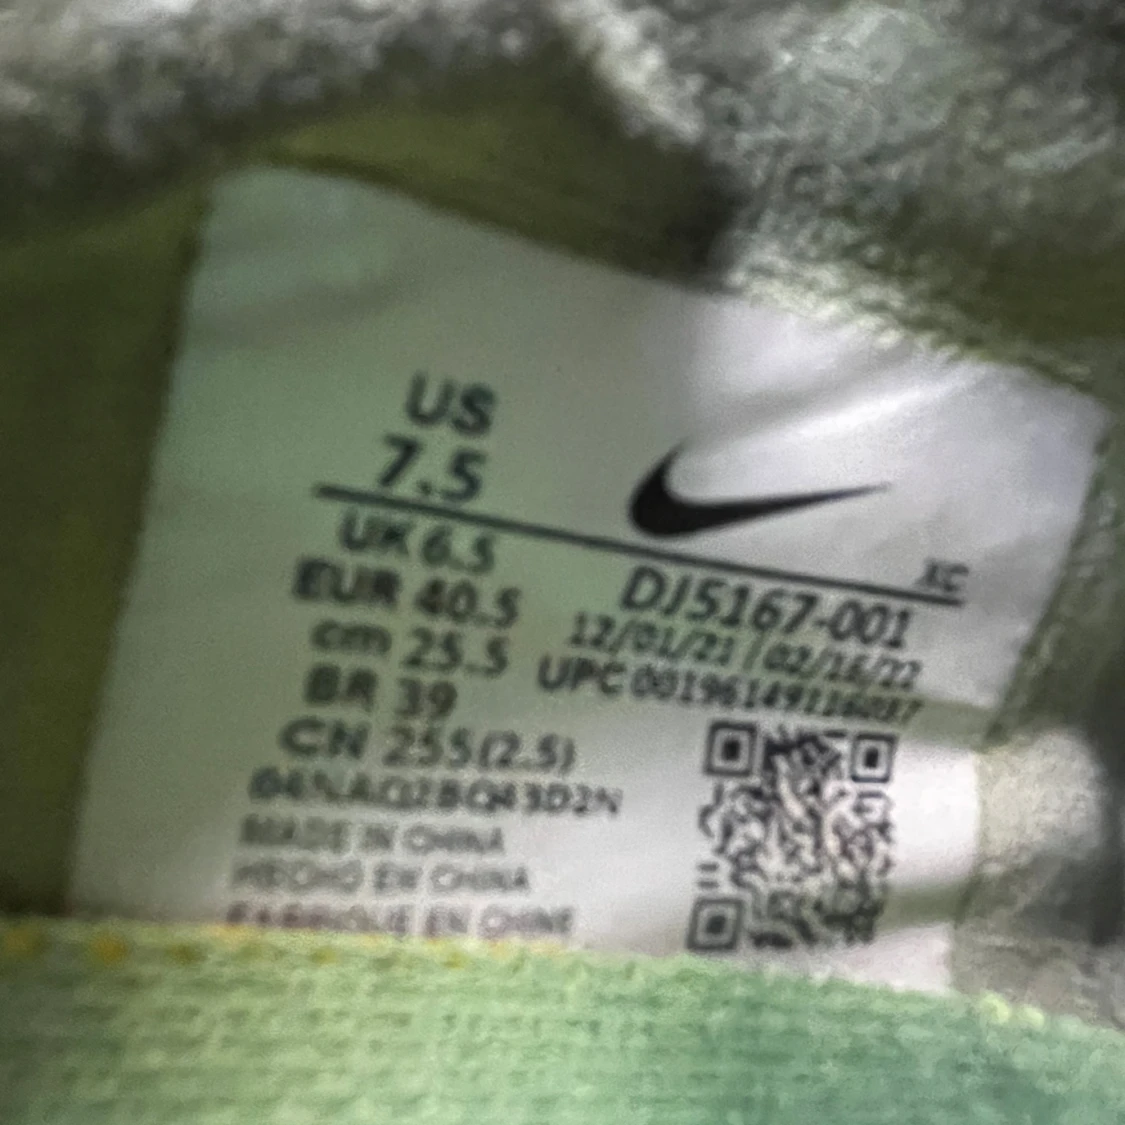 US
7.5
UK 6.5
EUR 40.5
cm 25.5
BR 39
CN 255(2.5)
MADE IN CHINA
HECHO EN CHINA
FABRIQUE EN CHINE
XC
DJ5167-001
12/01/21 | 02/16/22
UPC